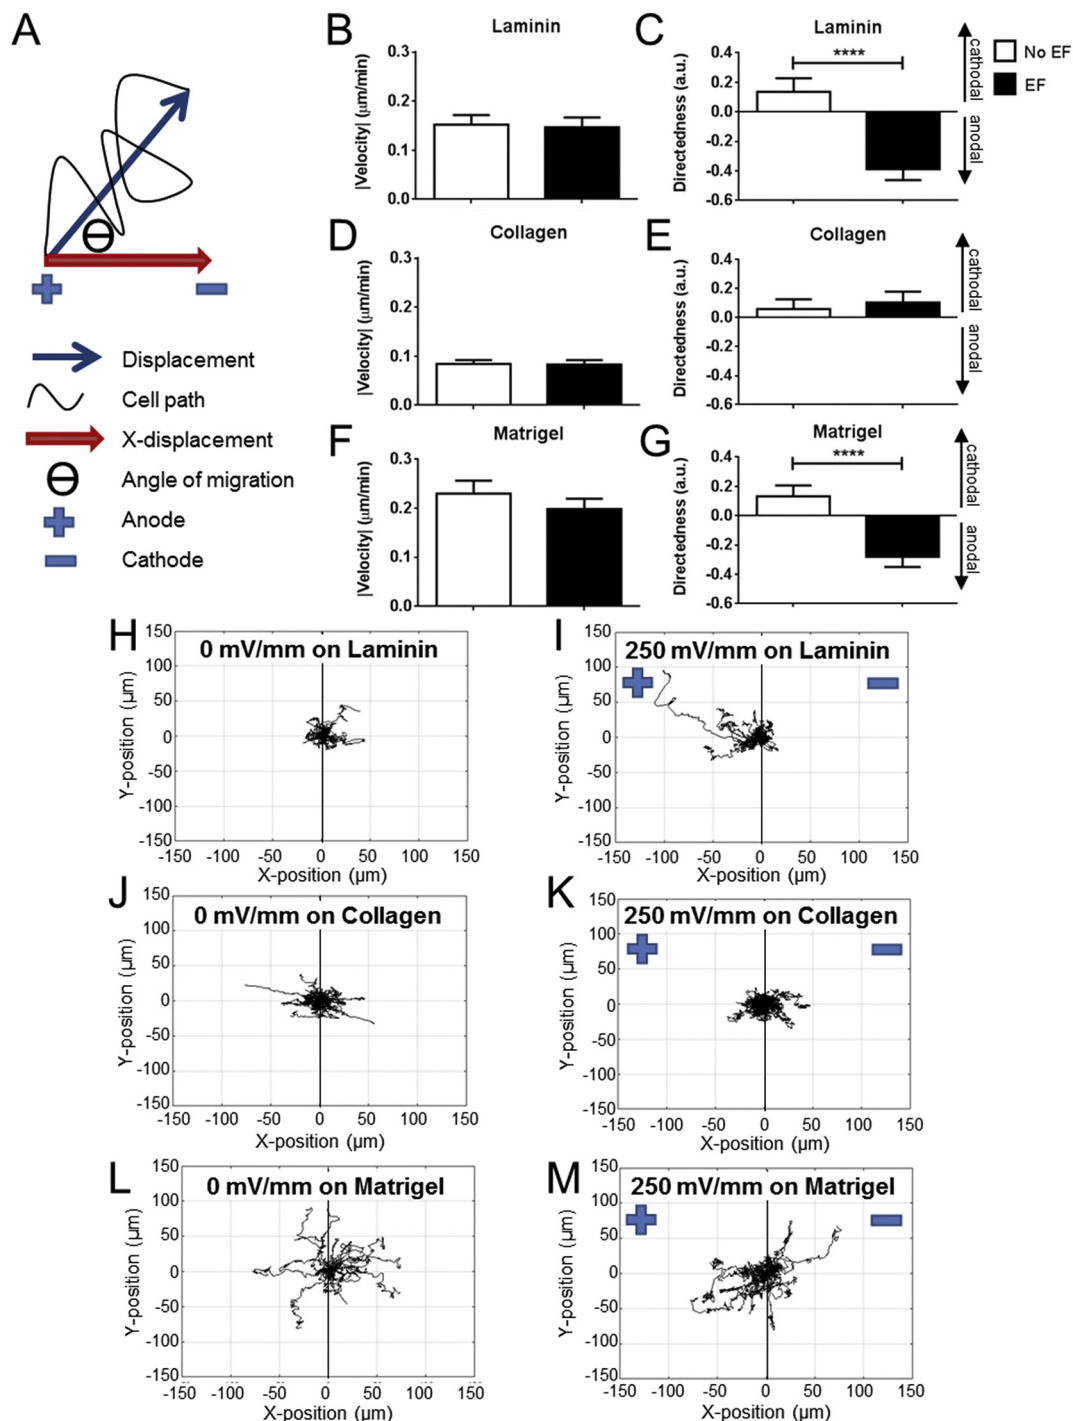 A
Ө
Displacement
Cell path
X-displacement
Ө Angle of migration
Anode
Cathode
B
Laminin
|Velocity| (µm/min)
0.3
0.2
0.1
0.0
C
Laminin
Directedness (a.u.)
0.4
0.2
0.0
-0.2
-0.4
-0.6
****
cathodal
anodal
No EF
EF
D
Collagen
|Velocity| (µm/min)
0.3
0.2
0.1
0.0
E
Collagen
Directedness (a.u.)
0.4
0.2
0.0
-0.2
-0.4
-0.6
cathodal
anodal
F
Matrigel
|Velocity| (µm/min)
0.3
0.2
0.1
0.0
G
Matrigel
Directedness (a.u.)
0.4
0.2
0.0
-0.2
-0.4
-0.6
****
cathodal
anodal
H
0 mV/mm on Laminin
Y-position (µm)
150
100
50
0
-50
-100
-150
-150 -100 -50 0 50 100 150
X-position (µm)
I
250 mV/mm on Laminin
Y-position (µm)
150
100
50
0
-50
-100
-150
-150 -100 -50 0 50 100 150
X-position (µm)
J
0 mV/mm on Collagen
Y-position (µm)
150
100
50
0
-50
-100
-150
-150 -100 -50 0 50 100 150
X-position (µm)
K
250 mV/mm on Collagen
Y-position (µm)
150
100
50
0
-50
-100
-150
-150 -100 -50 0 50 100 150
X-position (µm)
L
0 mV/mm on Matrigel
Y-position (µm)
150
100
50
0
-50
-100
-150
-150 -100 -50 0 50 100 150
X-position (µm)
M
250 mV/mm on Matrigel
Y-position (µm)
150
100
50
0
-50
-100
-150
-150 -100 -50 0 50 100 150
X-position (µm)